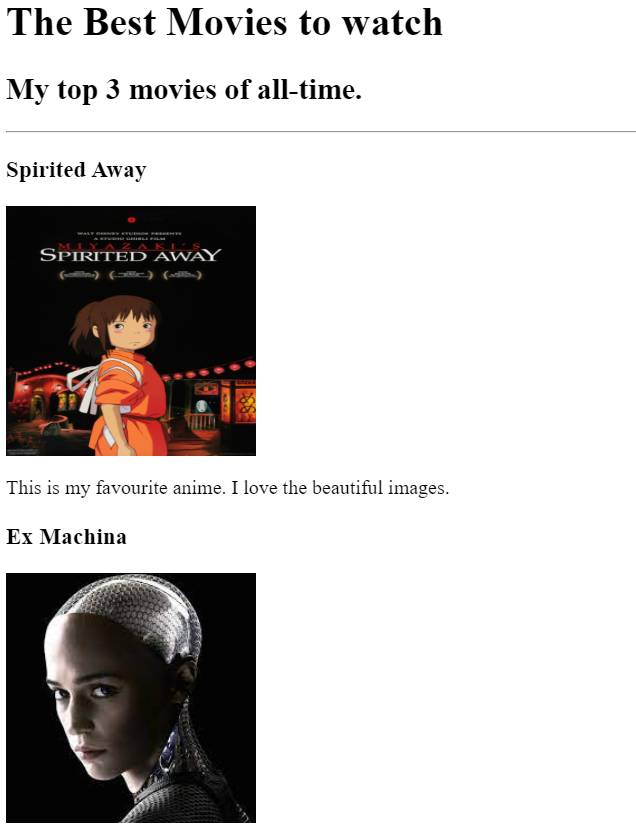 The Best Movies to watch
My top 3 movies of all-time.
Spirited Away
WALT DISNEY STUDIOS PRESENTS
A STUDIO GHIBLI FILM
MIYAZAKI'S
SPIRITED AWAY
This is my favourite anime. I love the beautiful images.
Ex Machina